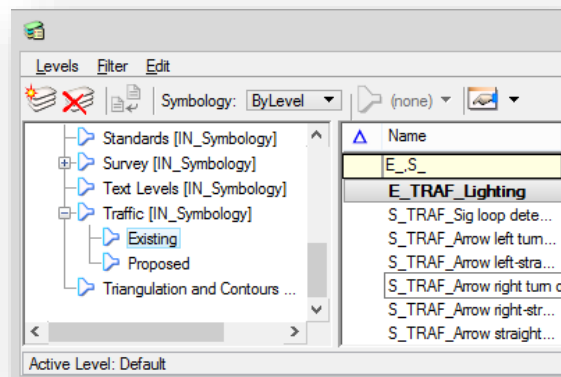 Levels Filter Edit
Symbology: ByLevel (none)
Standards [IN_Symbology]
Survey [IN_Symbology]
Text Levels [IN_Symbology]
Traffic [IN_Symbology]
Existing
Proposed
Triangulation and Contours ...
Name
E_,S_
E_TRAF_Lighting
S_TRAF_Sig loop dete...
S_TRAF_Arrow left turn...
S_TRAF_Arrow left-stra...
S_TRAF_Arrow right turn
S_TRAF_Arrow right-str...
S_TRAF_Arrow straight...
Active Level: Default